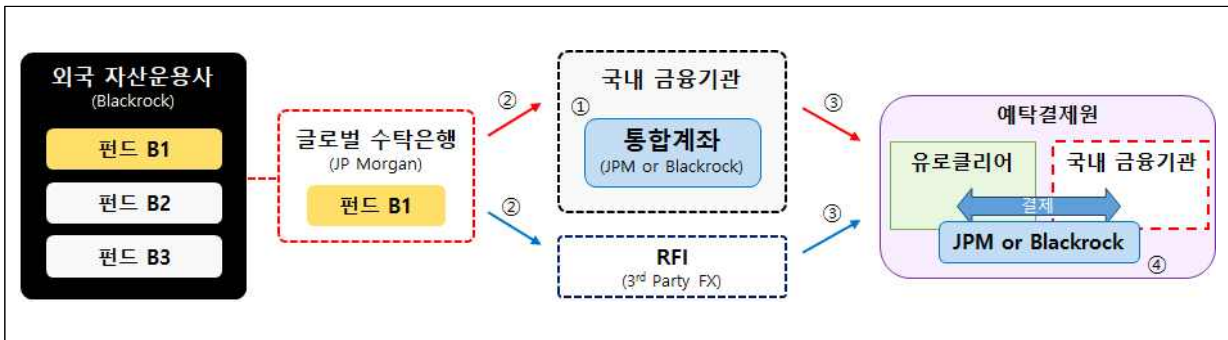 외국 자산운용사
(Blackrock)
펀드 B1
펀드 B2
펀드 B3
글로벌 수탁은행
(JP Morgan)
펀드 B1
②
②
국내 금융기관
①
통합계좌
(JPM or Blackrock)
RFI
(3rd Party FX)
③
③
예탁결제원
유로클리어
국내 금융기관
결제
JPM or Blackrock
④